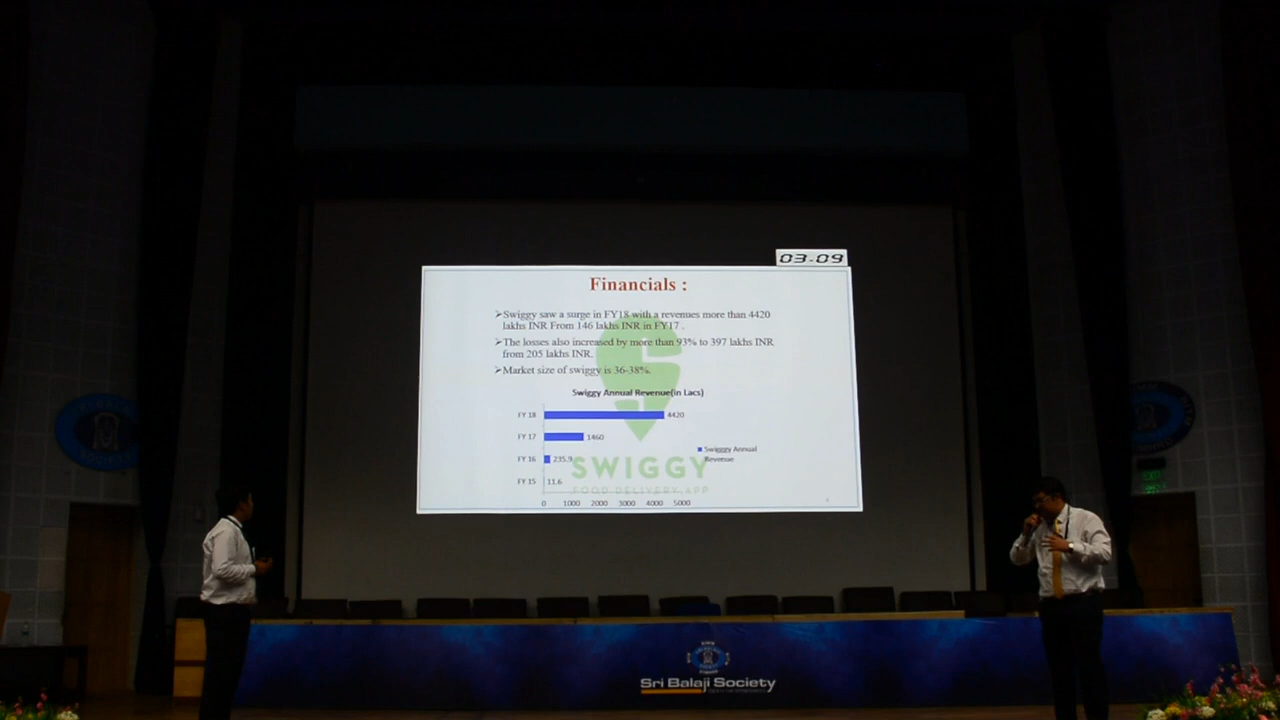 03-09
Financials :
➢Swiggy saw a surge in FY18 with a revenues more than 4420
lakhs INR From 146 lakhs INR in FY17 .
➢The losses also increased by more than 93% to 397 lakhs INR
from 205 lakhs INR.
➢Market size of swiggy is 36-38%.
Swiggy Annual Revenue(in Lacs)
FY 18
4420
FY 17
1460
FY 16
235.9
FY 15
11.6
0 1000 2000 3000 4000 5000
Swiggy Annual
Revenue
SWIGGY
FOOD DELIVERY APP
EXIT
Sri Balaji Society